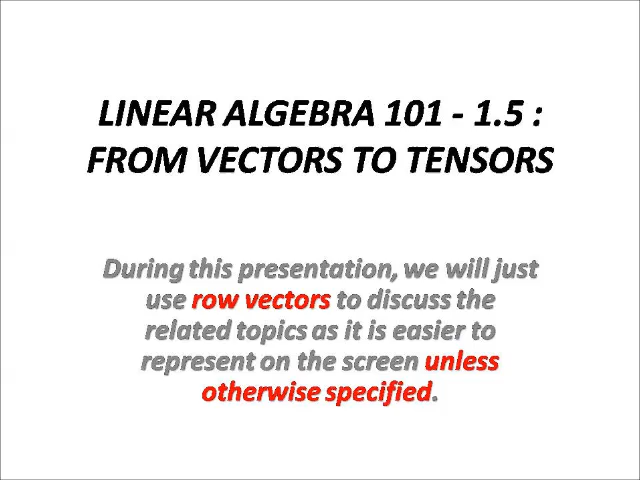 LINEAR ALGEBRA 101 - 1.5 :
FROM VECTORS TO TENSORS
During this presentation, we will just
use row vectors to discuss the
related topics as it is easier to
represent on the screen unless
otherwise specified.